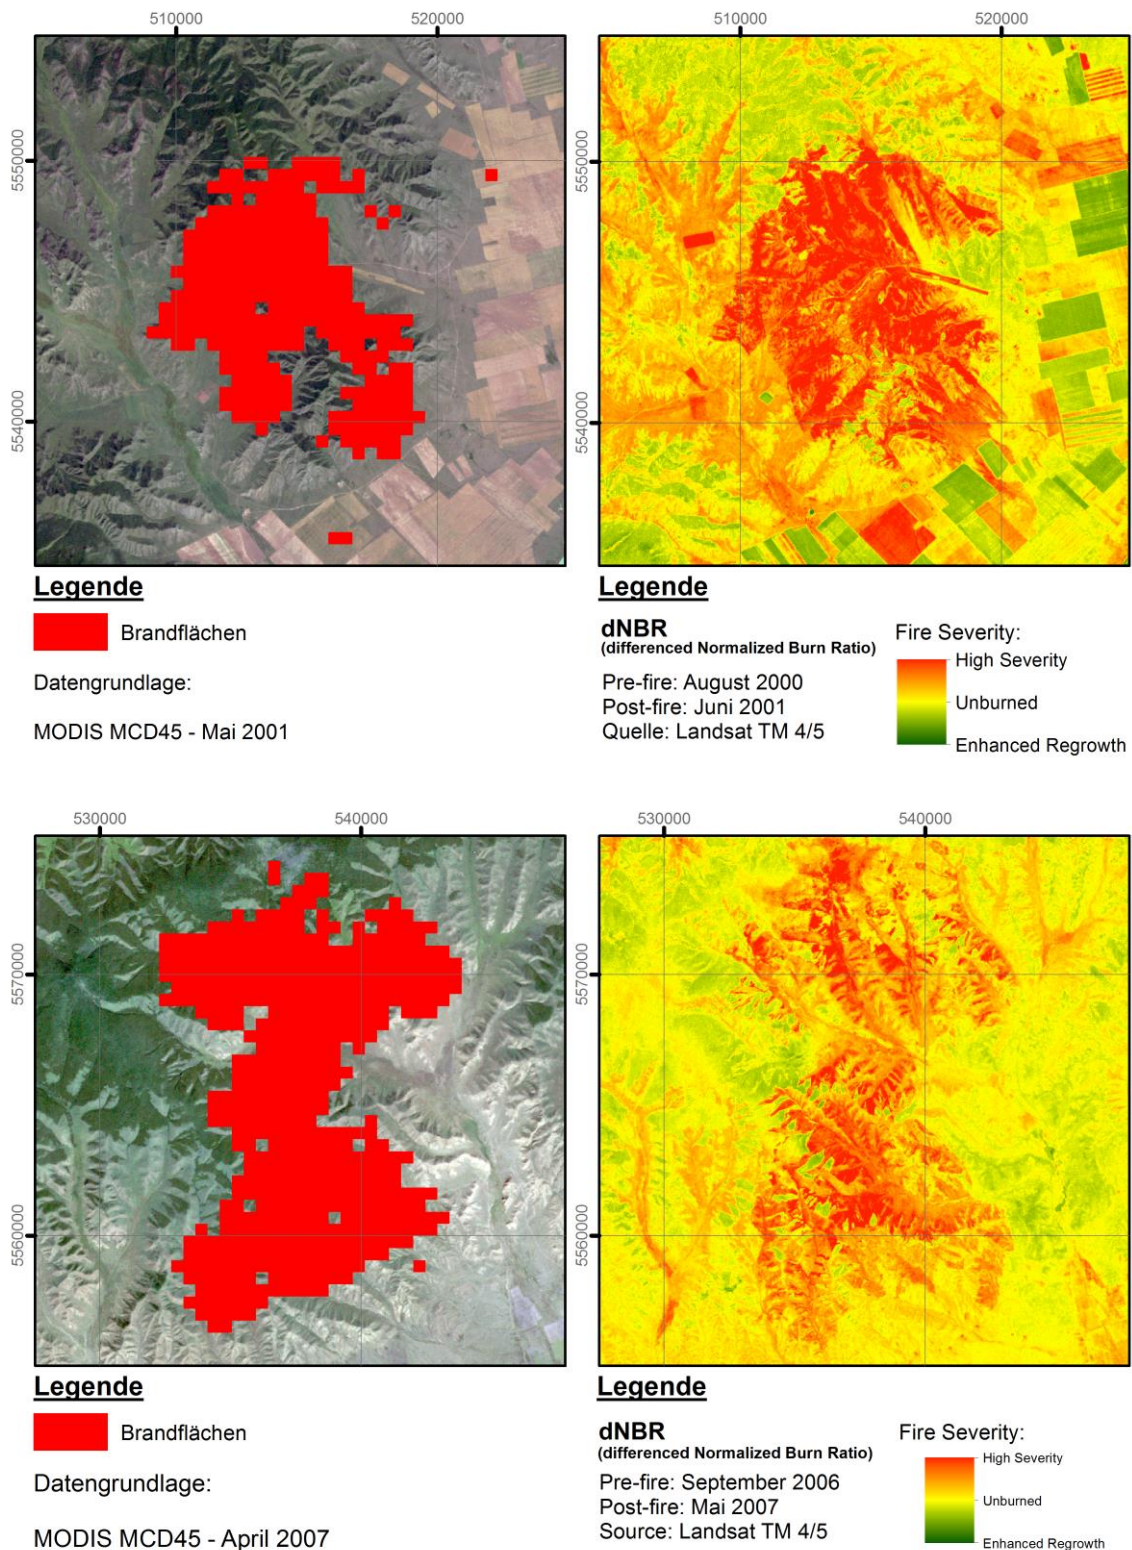 510000
520000
510000
520000
5550000
5540000
5550000
5540000
Legende
Brandflächen
Datengrundlage:
MODIS MCD45 - Mai 2001
Legende
dNBR
(differenced Normalized Burn Ratio)
Pre-fire: August 2000
Post-fire: Juni 2001
Quelle: Landsat TM 4/5
Fire Severity:
High Severity
Unburned
Enhanced Regrowth
530000
540000
530000
540000
5570000
5560000
5570000
5560000
Legende
Brandflächen
Datengrundlage:
MODIS MCD45 - April 2007
Legende
dNBR
(differenced Normalized Burn Ratio)
Pre-fire: September 2006
Post-fire: Mai 2007
Source: Landsat TM 4/5
Fire Severity:
High Severity
Unburned
Enhanced Regrowth